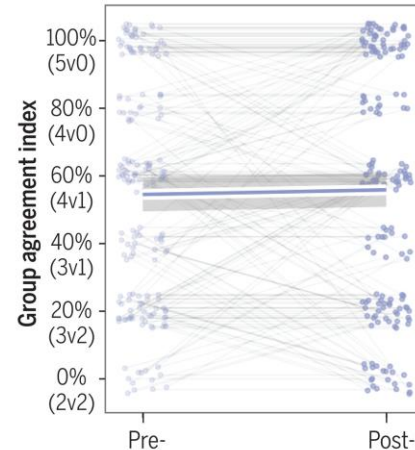 Group agreement index
100%
(5v0)
80%
(4v0)
60%
(4v1)
40%
(3v1)
20%
(3v2)
0%
(2v2)
Pre-
Post-